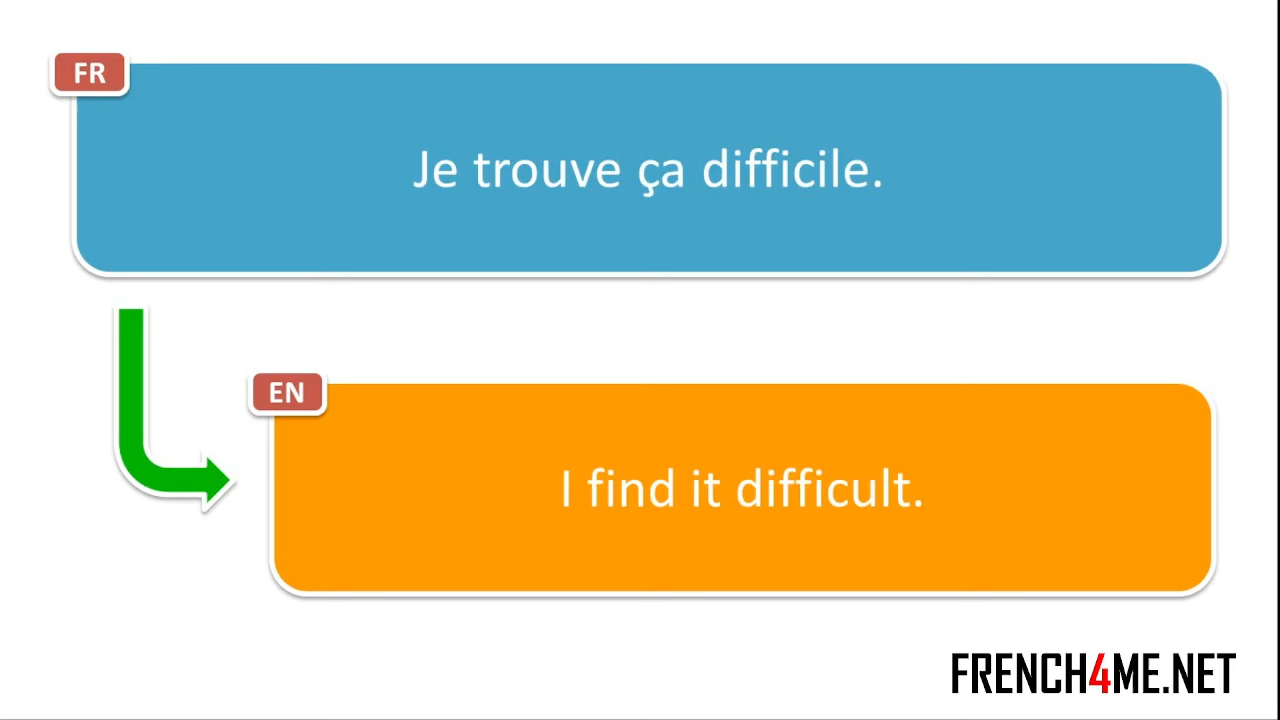 FR
Je trouve ça difficile.
EN
I find it difficult.
FRENCH4ME.NET